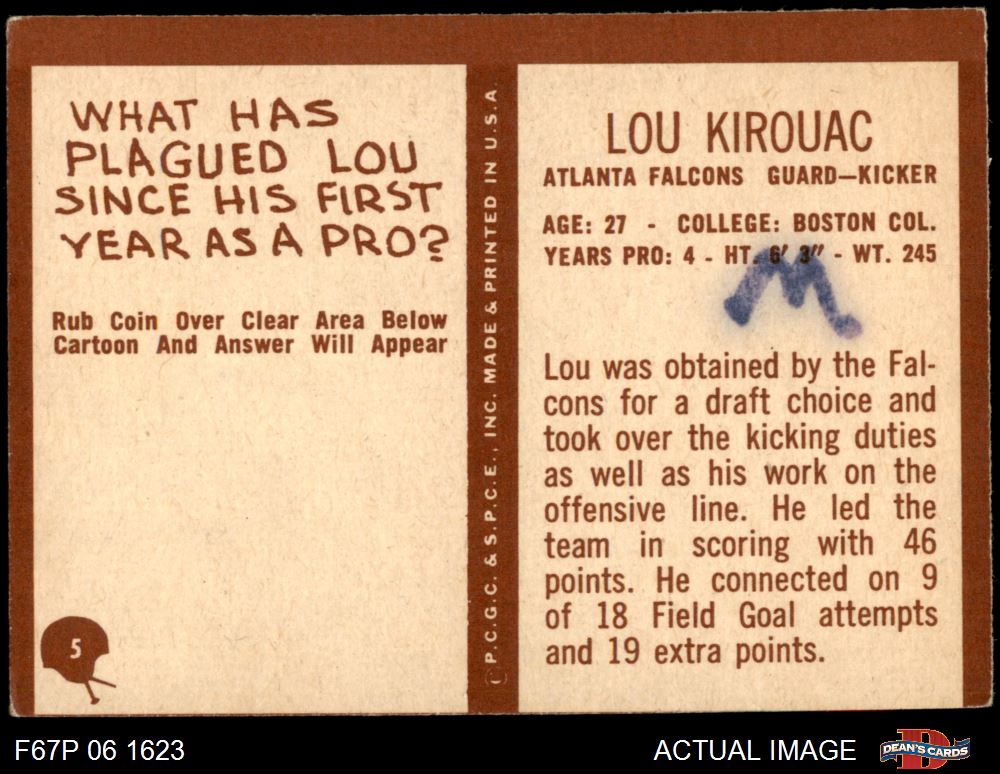 WHAT HAS
PLAGUED LOU
SINCE HIS FIRST
YEAR AS A PRO?
Rub Coin Over Clear Area Below
Cartoon And Answer Will Appear
5
© P.C.G.C. & S.P.C.E., INC. MADE & PRINTED IN U.S.A.
LOU KIROUAC
ATLANTA FALCONS GUARD—KICKER
AGE: 27 - COLLEGE: BOSTON COL.
YEARS PRO: 4 - HT. 6' 3" - WT. 245
M
Lou was obtained by the Fal-
cons for a draft choice and
took over the kicking duties
as well as his work on the
offensive line. He led the
team in scoring with 46
points. He connected on 9
of 18 Field Goal attempts
and 19 extra points.
F67P 06 1623
ACTUAL IMAGE
D
DEAN'S CARDS